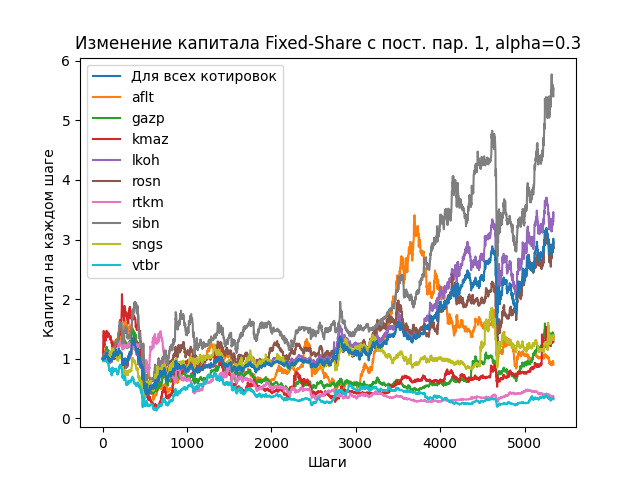 Изменение капитала Fixed-Share с пост. пар. 1, alpha=0.3
Капитал на каждом шаге
6
5
4
3
2
1
0
Для всех котировок
aflt
gazp
kmaz
lkoh
rosn
rtkm
sibn
sngs
vtbr
0 1000 2000 3000 4000 5000
Шаги